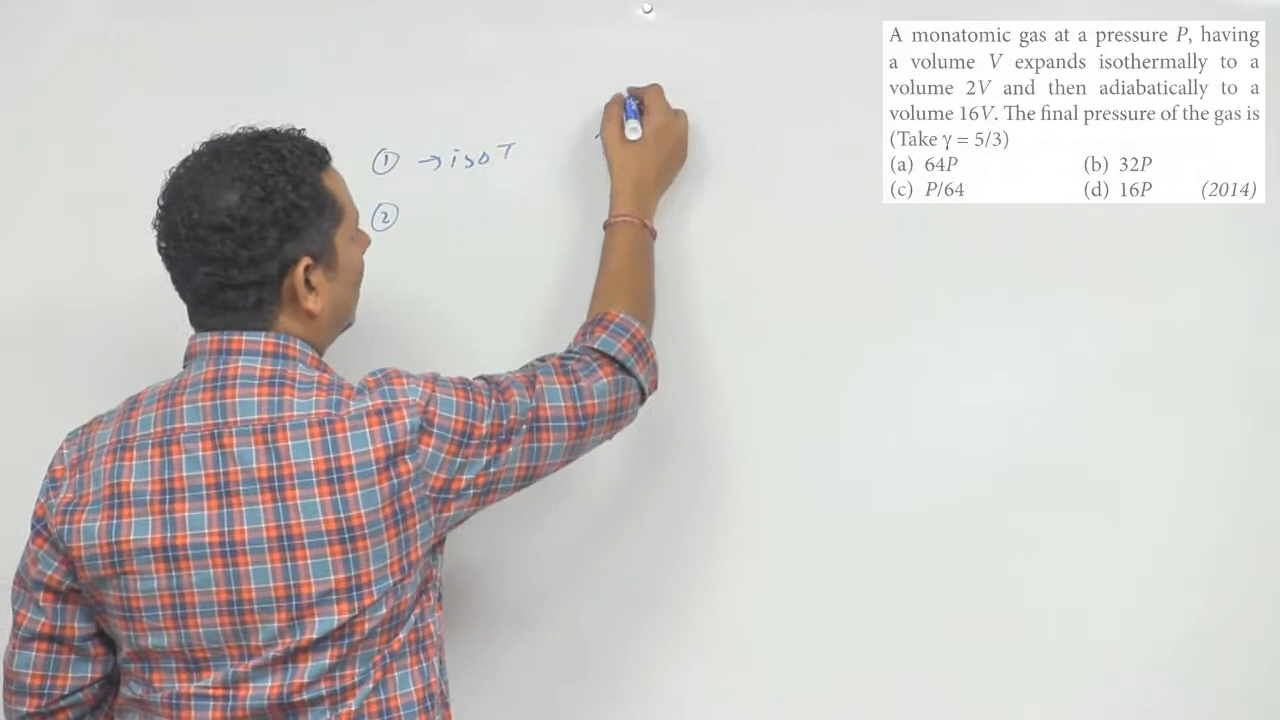 A monatomic gas at a pressure P, having
a volume V expands isothermally to a
volume 2V and then adiabatically to a
volume 16V. The final pressure of the gas is
(Take γ = 5/3)
(a) 64P (b) 32P
(c) P/64 (d) 16P (2014)
① → iso T
②